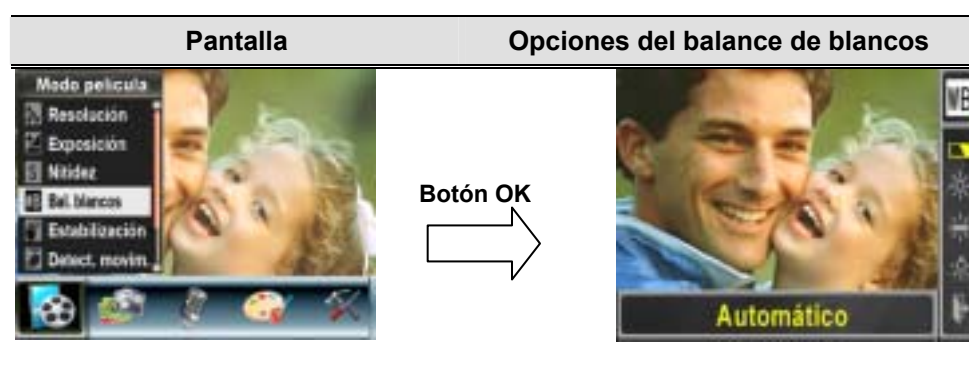 Pantalla
Opciones del balance de blancos
Modo película
Resolución
Exposición
Nitidez
Bal. blancos
Estabilización
Detect. movim.
Botón OK
WB
Automático